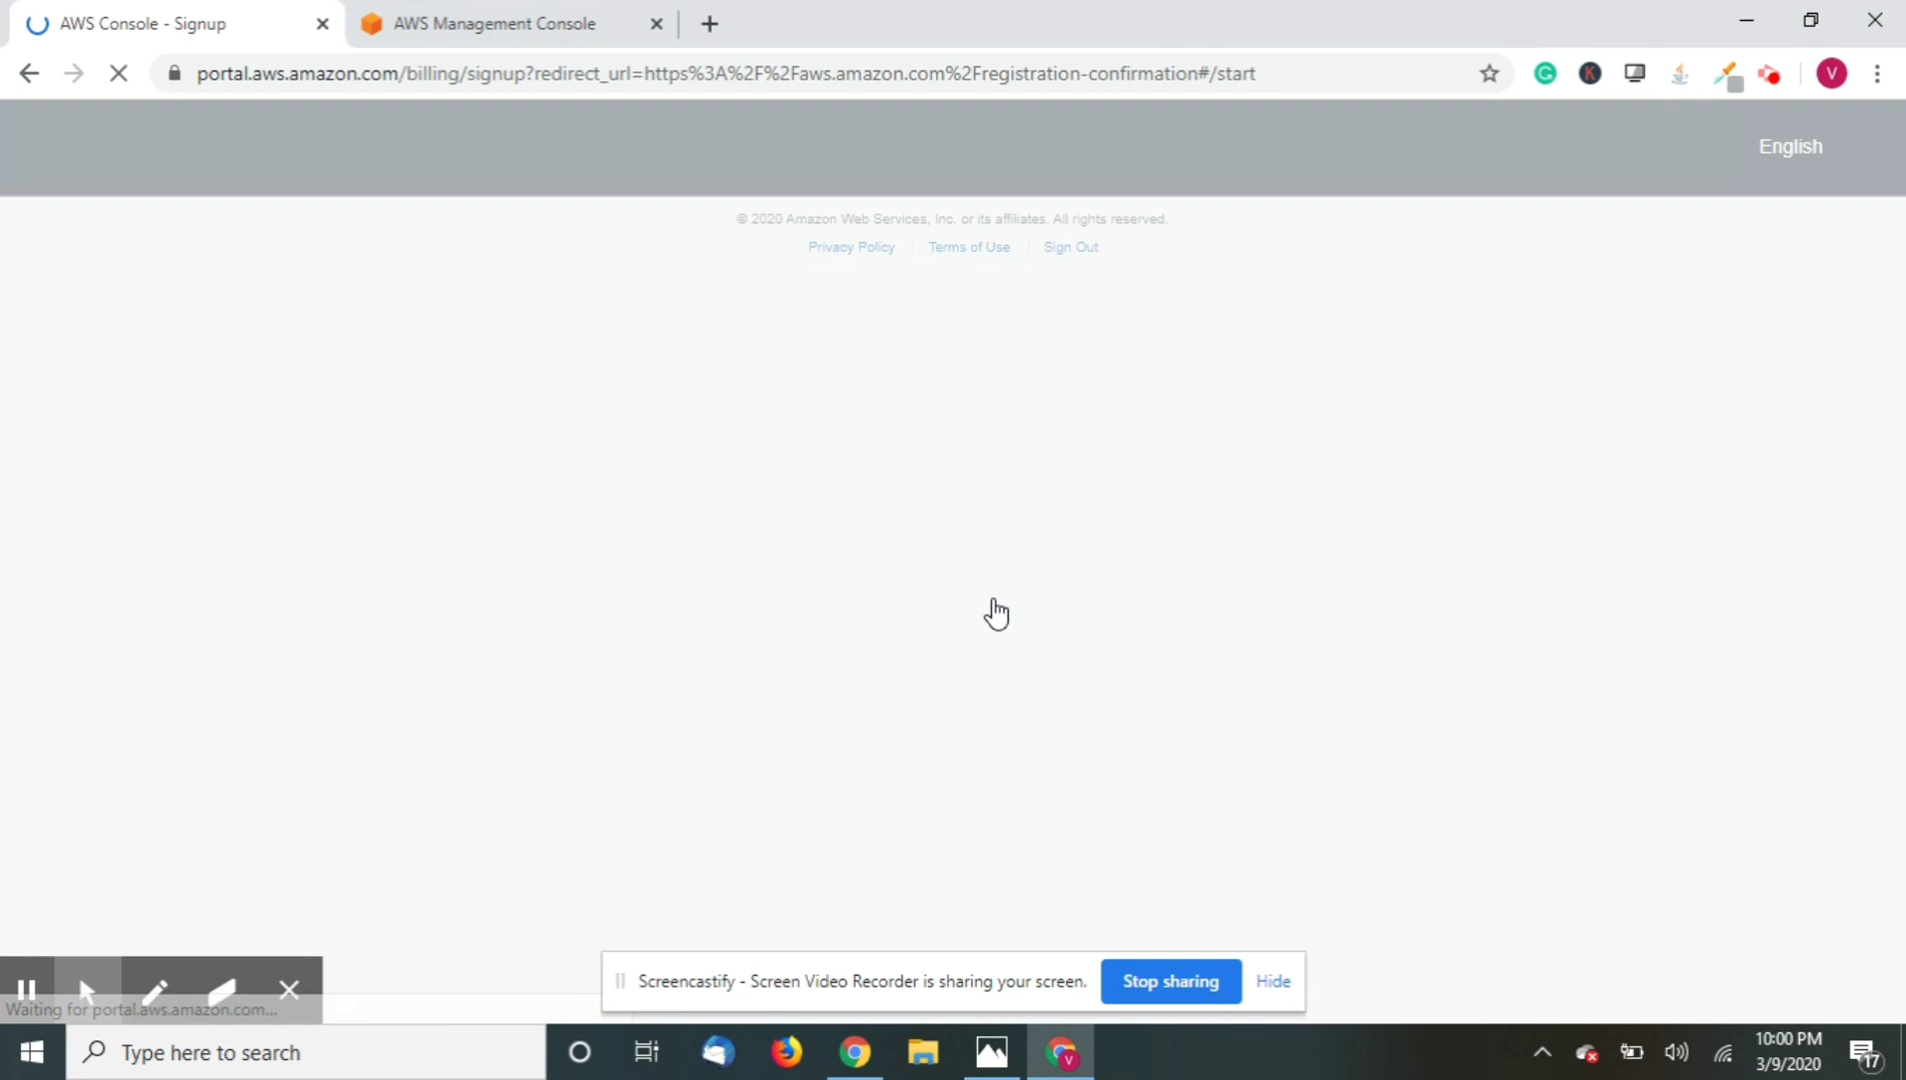 AWS Console - Signup
AWS Management Console
portal.aws.amazon.com/billing/signup?redirect_url=https%3A%2F%2Faws.amazon.com%2Fregistration-confirmation#/start
G
K
V
English
© 2020 Amazon Web Services, Inc. or its affiliates. All rights reserved.
Privacy Policy
Terms of Use
Sign Out
Screencastify - Screen Video Recorder is sharing your screen.
Stop sharing
Hide
Waiting for portal.aws.amazon.com...
Type here to search
V
10:00 PM
3/9/2020
17